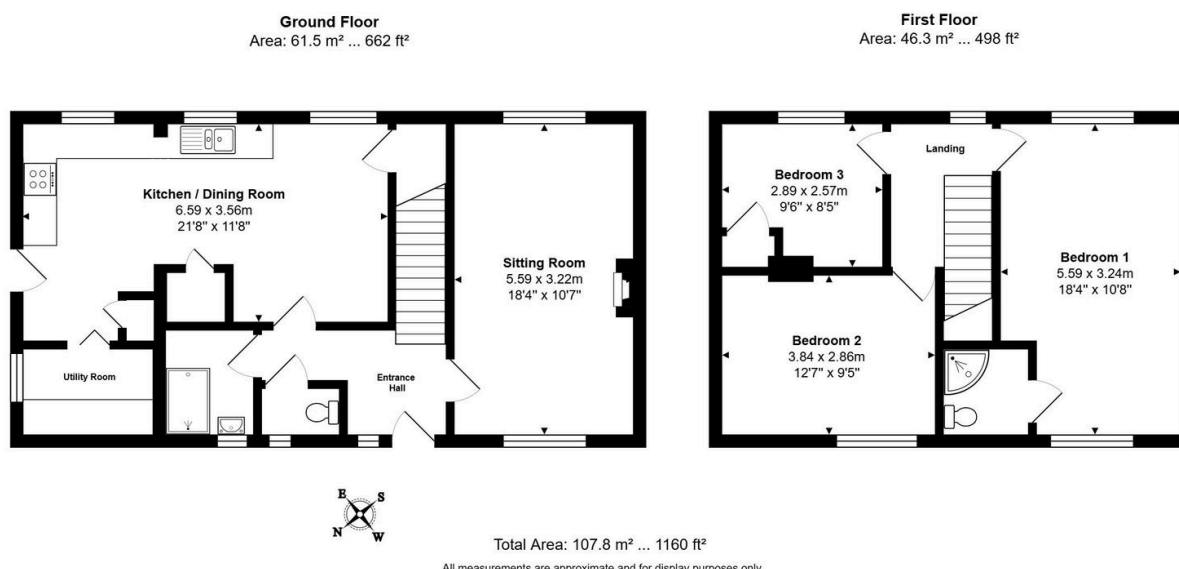 Ground Floor
Area: 61.5 m² ... 662 ft²
First Floor
Area: 46.3 m² ... 498 ft²
Kitchen / Dining Room
6.59 x 3.56m
21'8" x 11'8"
Sitting Room
5.59 x 3.22m
18'4" x 10'7"
Utility Room
Entrance
Hall
Landing
Bedroom 3
2.89 x 2.57m
9'6" x 8'5"
Bedroom 1
5.59 x 3.24m
18'4" x 10'8"
Bedroom 2
3.84 x 2.86m
12'7" x 9'5"
E S
N W
Total Area: 107.8 m² ... 1160 ft²
All measurements are approximate and for display purposes only